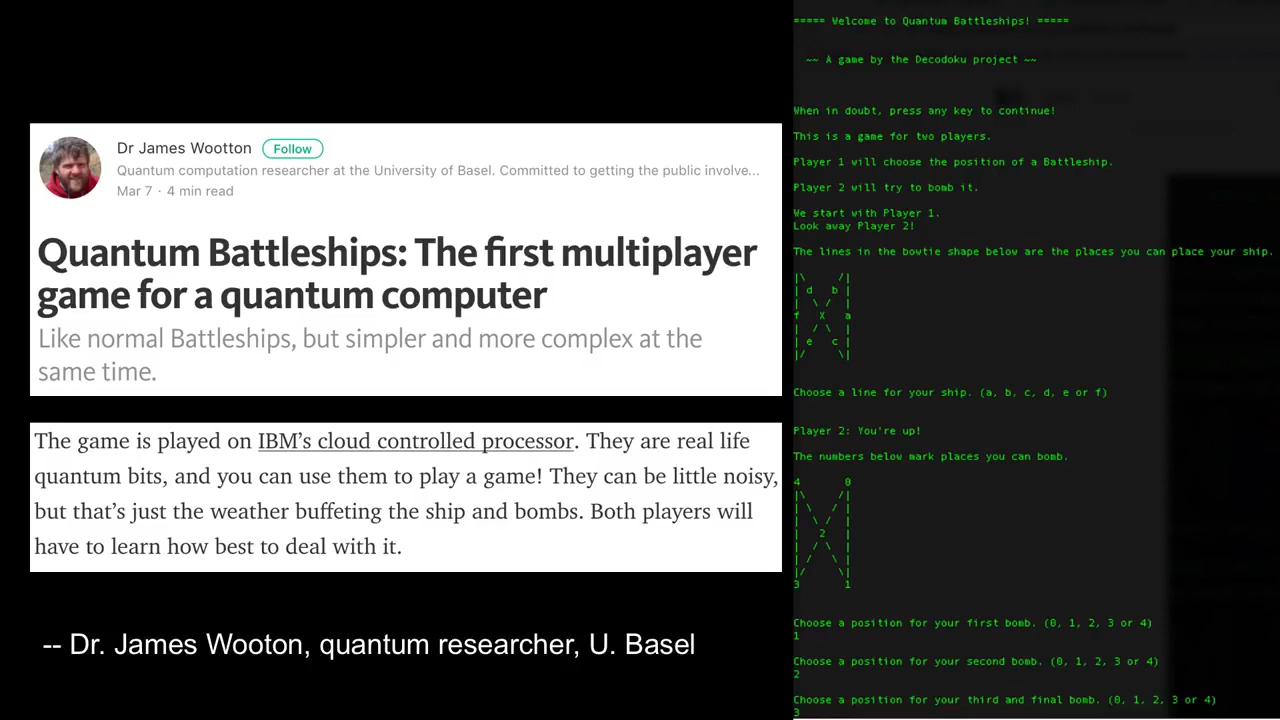 Dr James Wootton Follow
Quantum computation researcher at the University of Basel. Committed to getting the public involve...
Mar 7 · 4 min read
Quantum Battleships: The first multiplayer
game for a quantum computer
Like normal Battleships, but simpler and more complex at the
same time.
The game is played on IBM’s cloud controlled processor. They are real life
quantum bits, and you can use them to play a game! They can be little noisy,
but that’s just the weather buffeting the ship and bombs. Both players will
have to learn how best to deal with it.
-- Dr. James Wooton, quantum researcher, U. Basel
===== Welcome to Quantum Battleships! =====
~~ A game by the Decodoku project ~~
When in doubt, press any key to continue!
This is a game for two players.
Player 1 will choose the position of a Battleship.
Player 2 will try to bomb it.
We start with Player 1.
Look away Player 2!
The lines in the bowtie shape below are the places you can place your ship.
|\     /|
| d   b |
|  \ /  |
f   X   a
|  / \  |
| e   c |
|/     \|
Choose a line for your ship. (a, b, c, d, e or f)
Player 2: You're up!
The numbers below mark places you can bomb.
4       0
|\     /|
| \   / |
|  \ /  |
|   2   |
|  / \  |
| /   \ |
|/     \|
3       1
Choose a position for your first bomb. (0, 1, 2, 3 or 4)
1
Choose a position for your second bomb. (0, 1, 2, 3 or 4)
2
Choose a position for your third and final bomb. (0, 1, 2, 3 or 4)
3